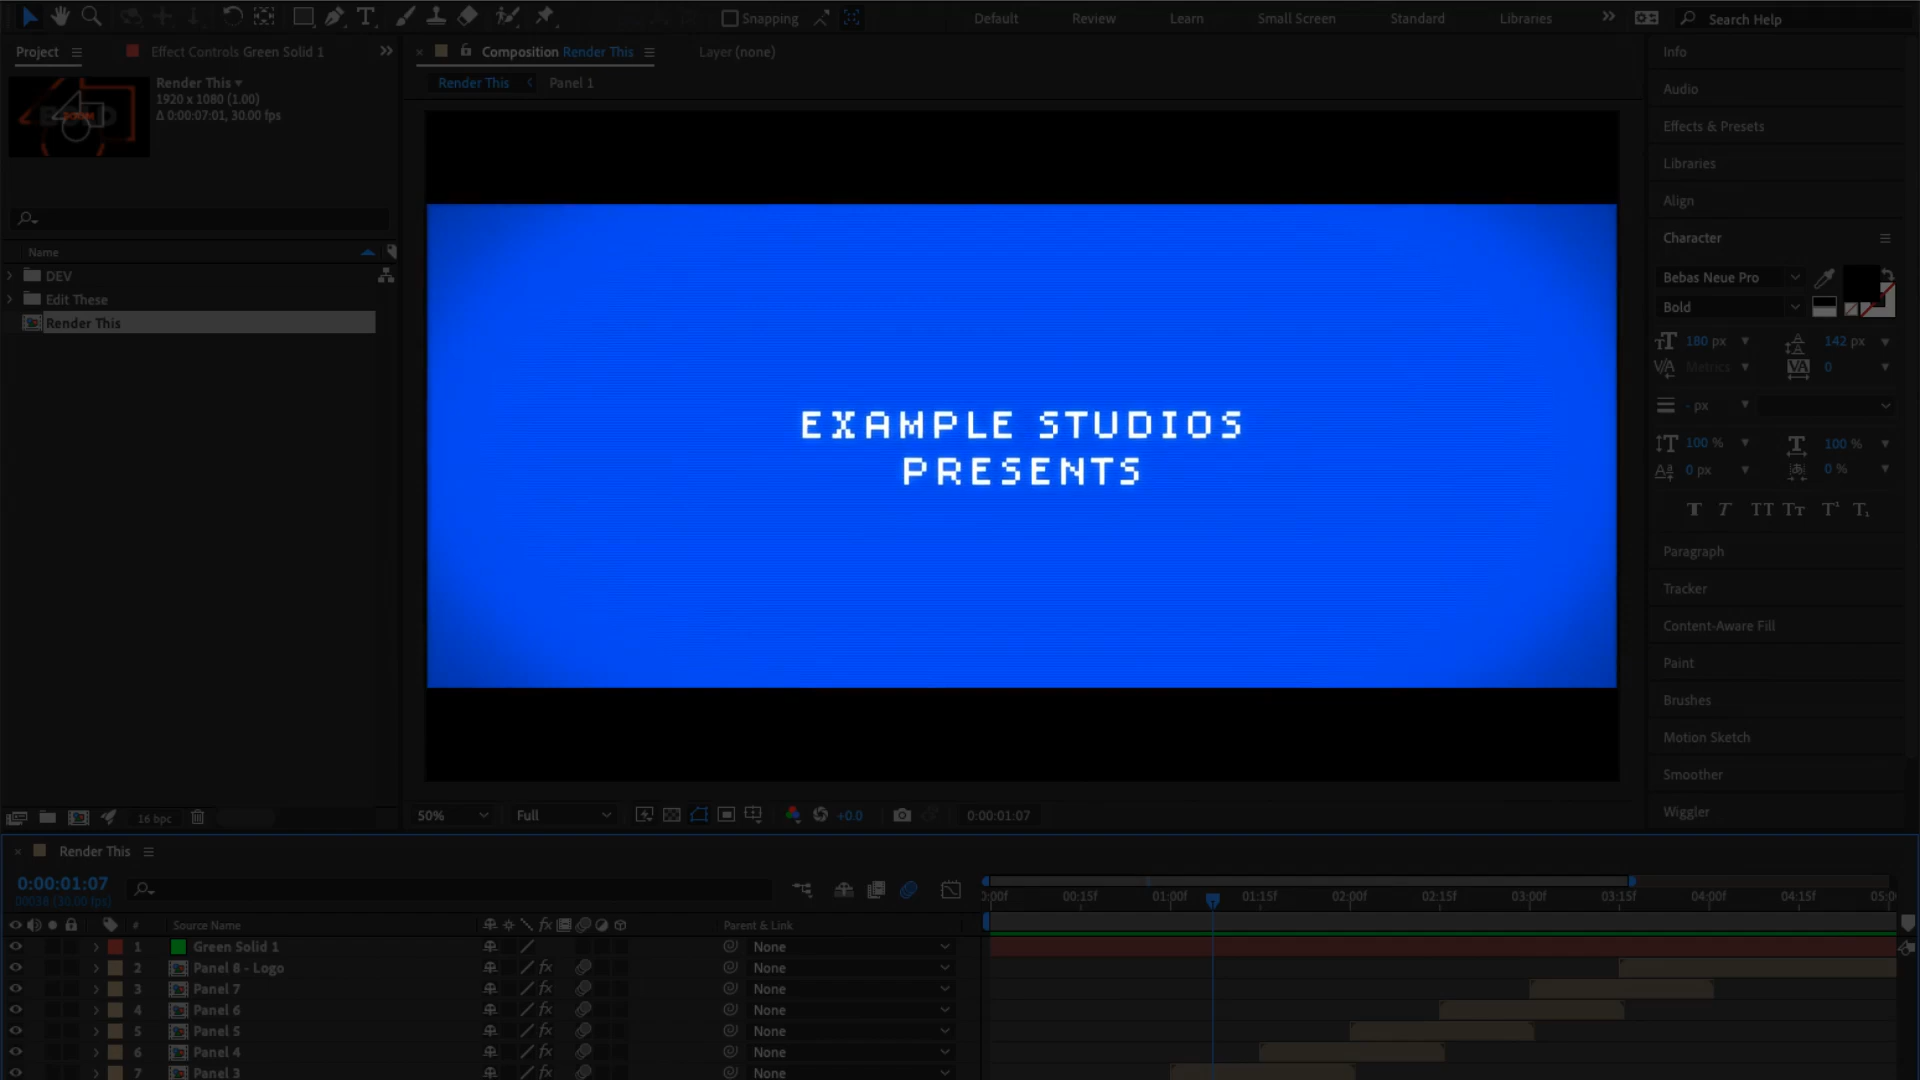 Snapping
Default
Review
Learn
Small Screen
Standard
Libraries
Search Help
Project
Effect Controls Green Solid 1
Composition Render This
Layer (none)
Info
Render This
1920 x 1080 (1.00)
Δ 0:00:07:01, 30.00 fps
Render This
Panel 1
Audio
Effects & Presets
Libraries
Align
Character
Name
DEV
Edit These
Render This
EXAMPLE STUDIOS
PRESENTS
Bebas Neue Pro
Bold
180 px
142 px
Metrics
0
- px
100 %
100 %
0 px
0 %
Paragraph
Tracker
Content-Aware Fill
Paint
Brushes
Motion Sketch
Smoother
Wiggler
16 bpc
50%
Full
+0.0
0:00:01:07
Render This
0:00:01:07
(30.00 fps)
:00f
00:15f
01:00f
01:15f
02:00f
02:15f
03:00f
03:15f
04:00f
04:15f
05:0
#
Source Name
Parent & Link
1 Green Solid 1 None
2 Panel 8 - Logo None
3 Panel 7 None
4 Panel 6 None
5 Panel 5 None
6 Panel 4 None
7 Panel 3 None